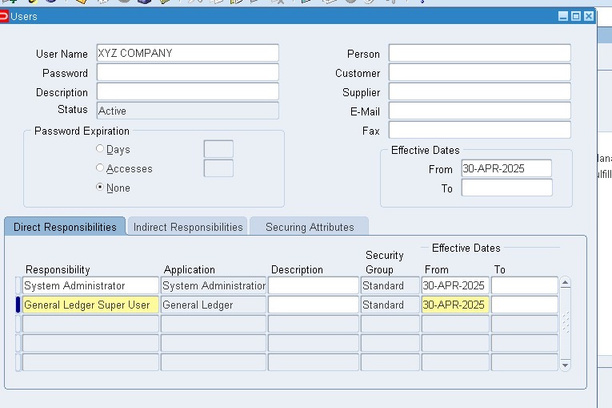 Users
User Name XYZ COMPANY
Person
Password
Customer
Description
Supplier
Status Active
E-Mail
Fax
Password Expiration
Days
Accesses
None
Effective Dates
From 30-APR-2025
To
Direct Responsibilities Indirect Responsibilities Securing Attributes
Effective Dates
Responsibility Application Description Security Group From To
System Administrator System Administration Standard 30-APR-2025
General Ledger Super User General Ledger Standard 30-APR-2025